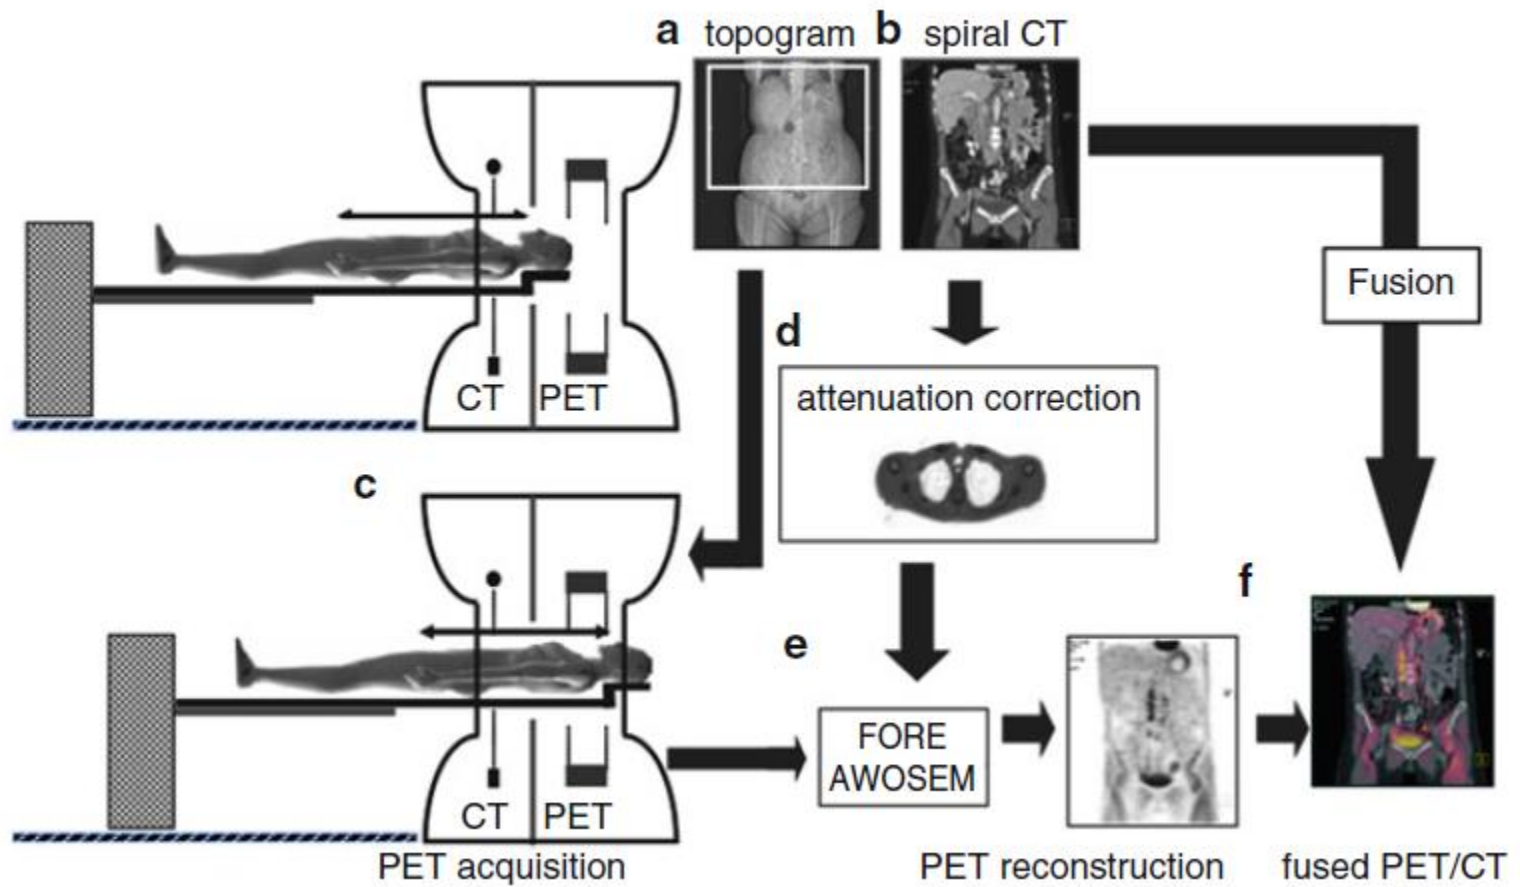 a topogram b spiral CT
CT PET
Fusion
d
attenuation correction
c
e
f
FORE
AWOSEM
CT PET
PET acquisition
PET reconstruction
fused PET/CT